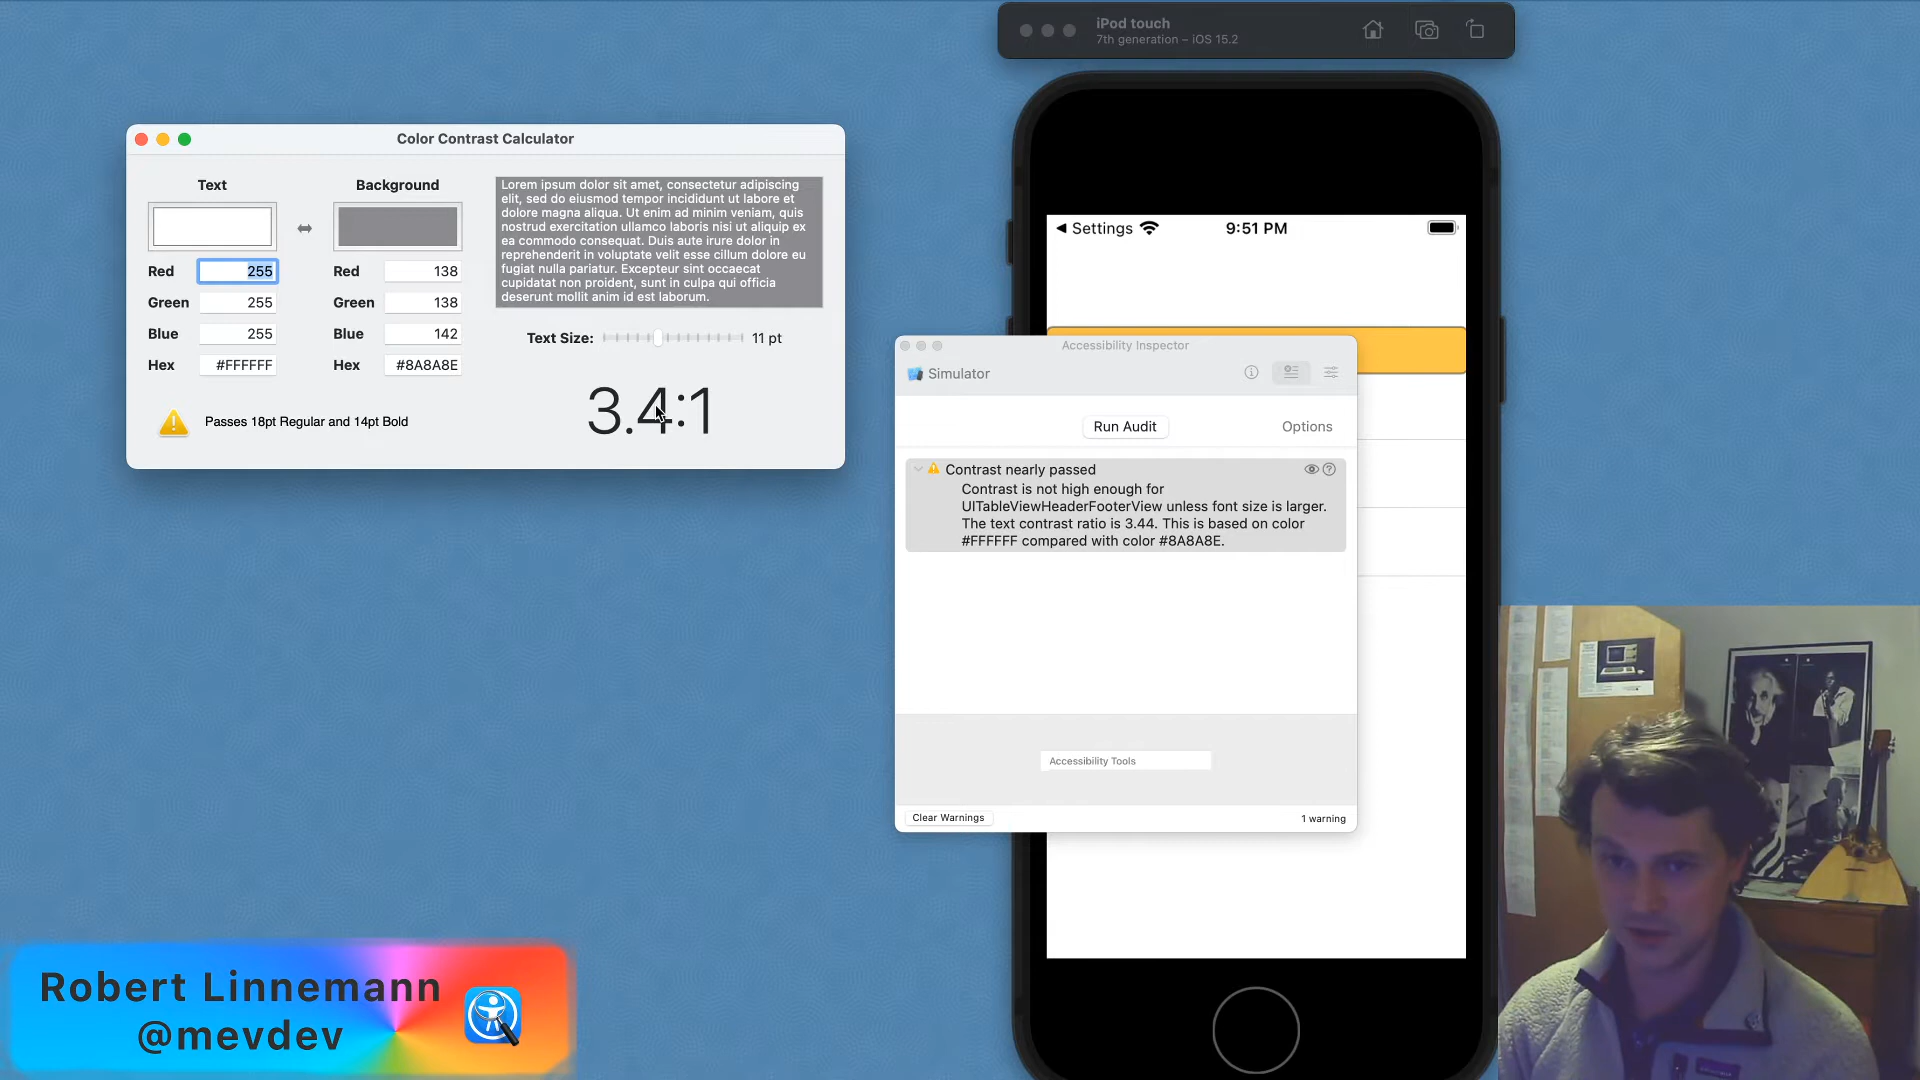 iPod touch
7th generation – iOS 15.2
Color Contrast Calculator
Text
Background
Red 255
Green 255
Blue 255
Hex #FFFFFF
Red 138
Green 138
Blue 142
Hex #8A8A8E
Passes 18pt Regular and 14pt Bold
Lorem ipsum dolor sit amet, consectetur adipiscing
elit, sed do eiusmod tempor incididunt ut labore et
dolore magna aliqua. Ut enim ad minim veniam, quis
nostrud exercitation ullamco laboris nisi ut aliquip ex
ea commodo consequat. Duis aute irure dolor in
reprehenderit in voluptate velit esse cillum dolore eu
fugiat nulla pariatur. Excepteur sint occaecat
cupidatat non proident, sunt in culpa qui officia
deserunt mollit anim id est laborum.
Text Size: 11 pt
3.4:1
Settings 9:51 PM
Accessibility Inspector
Simulator
Run Audit Options
Contrast nearly passed
Contrast is not high enough for
UITableViewHeaderFooterView unless font size is larger.
The text contrast ratio is 3.44. This is based on color
#FFFFFF compared with color #8A8A8E.
Accessibility Tools
Clear Warnings 1 warning
Robert Linnemann
@mevdev